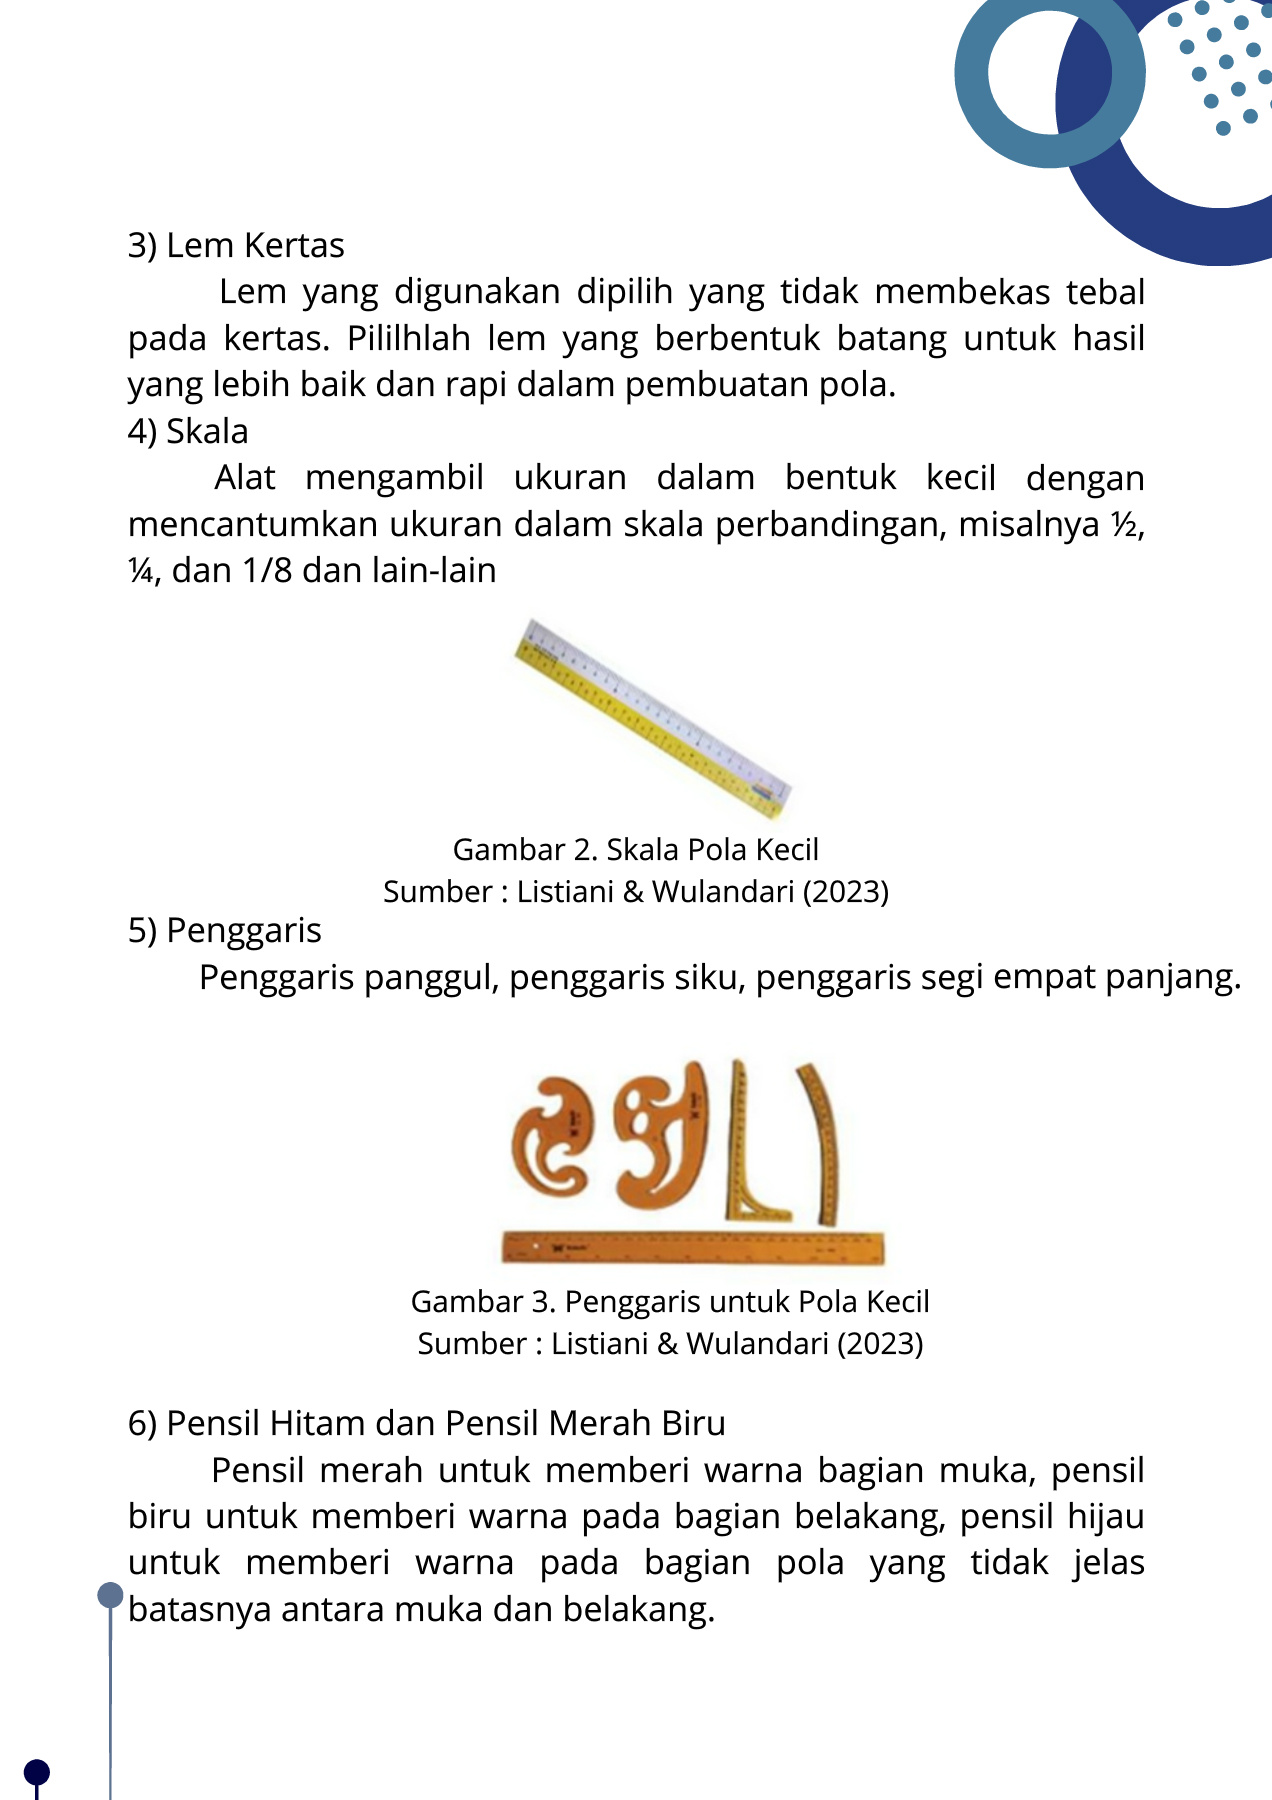 3) Lem Kertas
Lem yang digunakan dipilih yang tidak membekas tebal
pada kertas. Pililhlah lem yang berbentuk batang untuk hasil
yang lebih baik dan rapi dalam pembuatan pola.
4) Skala
Alat mengambil ukuran dalam bentuk kecil dengan
mencantumkan ukuran dalam skala perbandingan, misalnya ½,
¼, dan 1/8 dan lain-lain
Gambar 2. Skala Pola Kecil
Sumber : Listiani & Wulandari (2023)
5) Penggaris
Penggaris panggul, penggaris siku, penggaris segi empat panjang.
Gambar 3. Penggaris untuk Pola Kecil
Sumber : Listiani & Wulandari (2023)
6) Pensil Hitam dan Pensil Merah Biru
Pensil merah untuk memberi warna bagian muka, pensil
biru untuk memberi warna pada bagian belakang, pensil hijau
untuk memberi warna pada bagian pola yang tidak jelas
batasnya antara muka dan belakang.